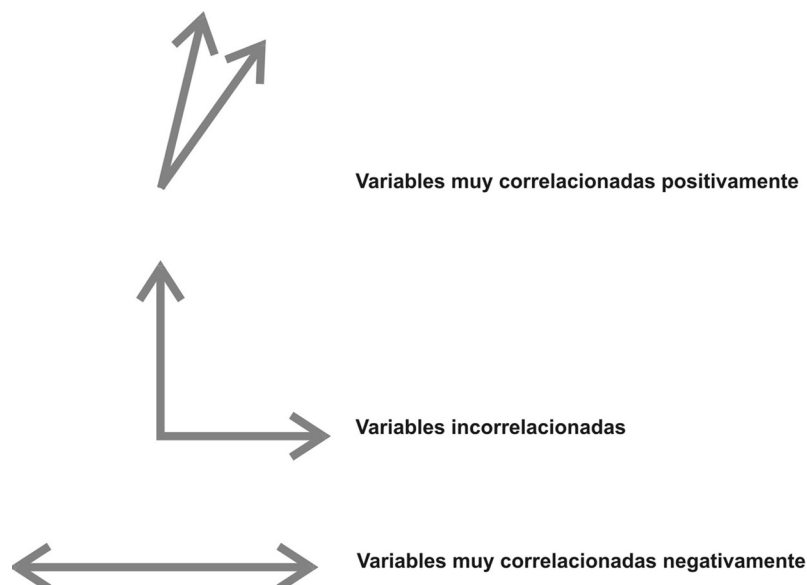 Variables muy correlacionadas positivamente
Variables incorrelacionadas
Variables muy correlacionadas negativamente